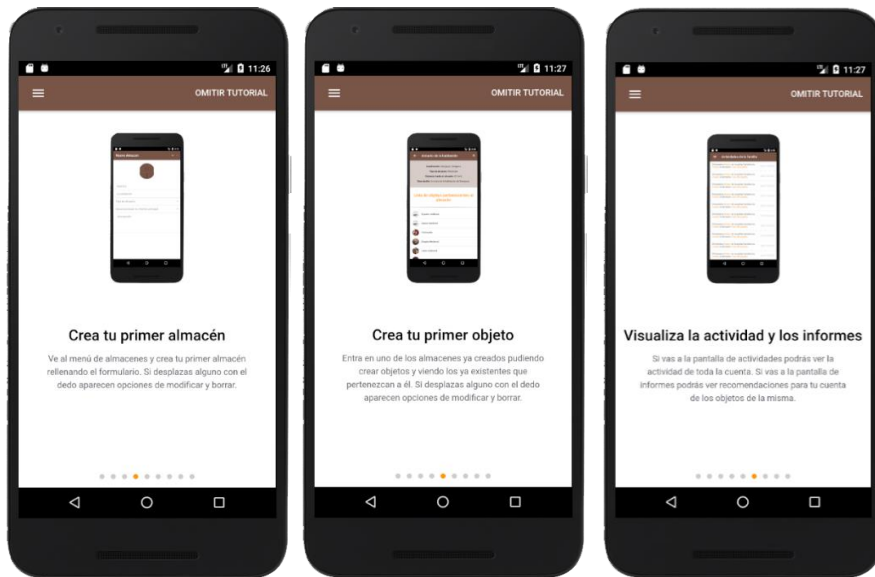 11:26
OMITIR TUTORIAL
Crea tu primer almacén
Ve al menú de almacenes y crea tu primer almacén
rellenando el formulario. Si desplazas alguno con el
dedo aparecen opciones de modificar y borrar.
11:27
OMITIR TUTORIAL
Crea tu primer objeto
Entra en uno de los almacenes ya creados pudiendo
crear objetos y viendo los ya existentes que
pertenezcan a él. Si desplazas alguno con el dedo
aparecen opciones de modificar y borrar.
11:27
OMITIR TUTORIAL
Visualiza la actividad y los informes
Si vas a la pantalla de actividades podrás ver la
actividad de toda la cuenta. Si vas a la pantalla de
informes podrás ver recomendaciones para tu cuenta
de los objetos de la misma.